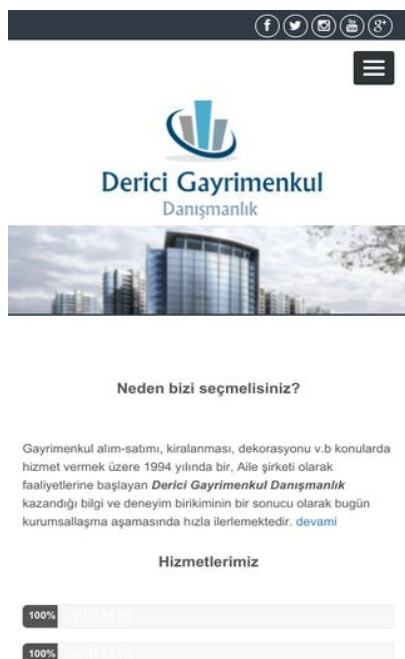 Derici Gayrimenkul
Danışmanlık
Neden bizi seçmelisiniz?
Gayrimenkul alım-satımı, kiralanması, dekorasyonu v.b konularda
hizmet vermek üzere 1994 yılında bir, Aile şirketi olarak
faaliyetlerine başlayan Derici Gayrimenkul Danışmanlık
kazandığı bilgi ve deneyim birikiminin bir sonucu olarak bugün
kurumsallaşma aşamasında hızla ilerlemektedir. devami
Hizmetlerimiz
100% KİRALIK
100%